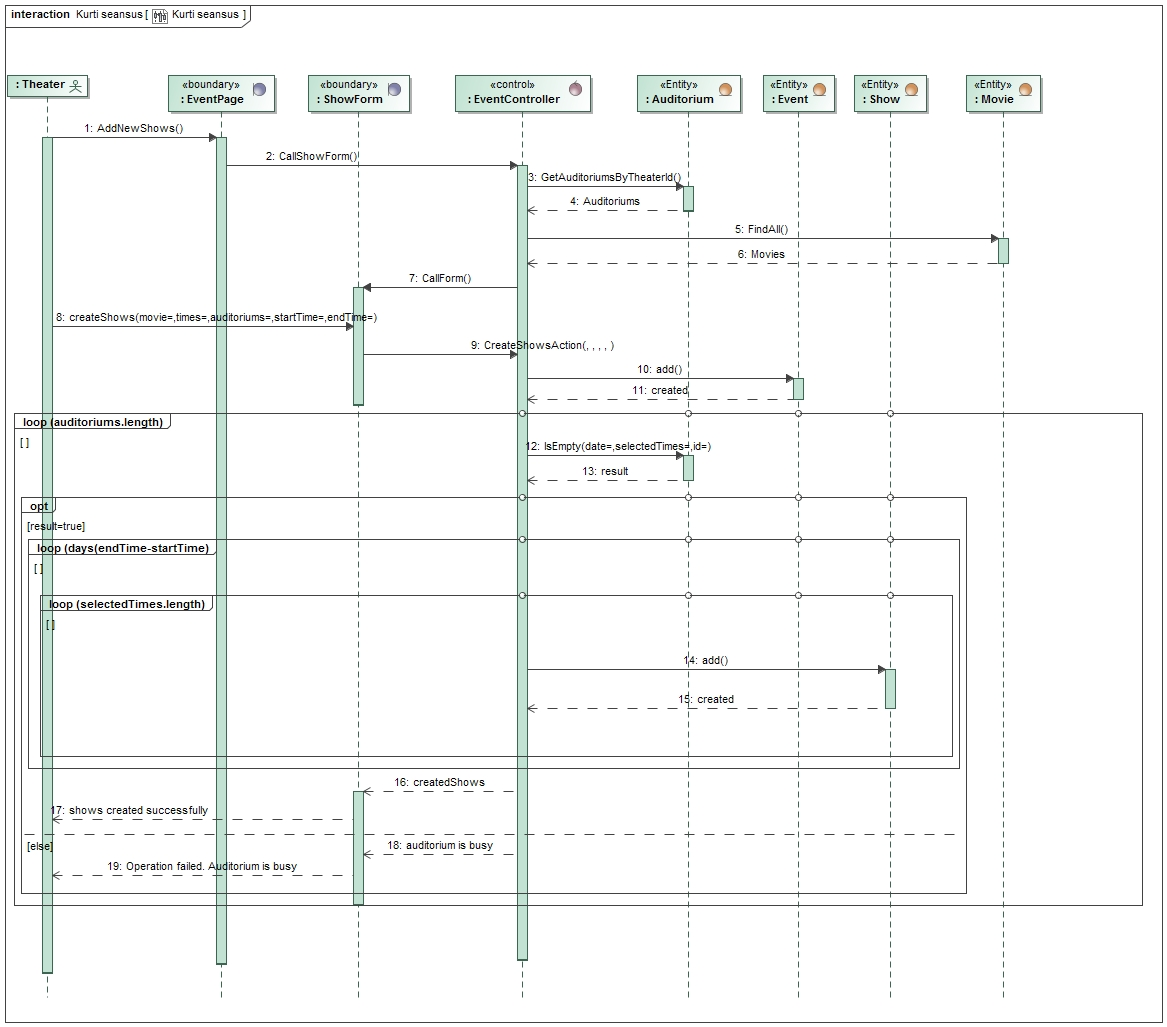 interaction Kurti seansus [ Kurti seansus ]
: Theater
«boundary»
: EventPage
«boundary»
: ShowForm
«control»
: EventController
«Entity»
: Auditorium
«Entity»
: Event
«Entity»
: Show
«Entity»
: Movie
1: AddNewShows()
2: CallShowForm()
3: GetAuditoriumsByTheaterId()
4: Auditoriums
5: FindAll()
6: Movies
7: CallForm()
8: createShows(movie=,times=,auditoriums=,startTime=,endTime=)
9: CreateShowsAction(, , , , )
10: add()
11: created
loop (auditoriums.length)
[ ]
12: IsEmpty(date=,selectedTimes=,id=)
13: result
opt
[result=true]
loop (days(endTime-startTime)
[ ]
loop (selectedTimes.length)
[ ]
14: add()
15: created
16: createdShows
17: shows created successfully
[else]
18: auditorium is busy
19: Operation failed. Auditorium is busy